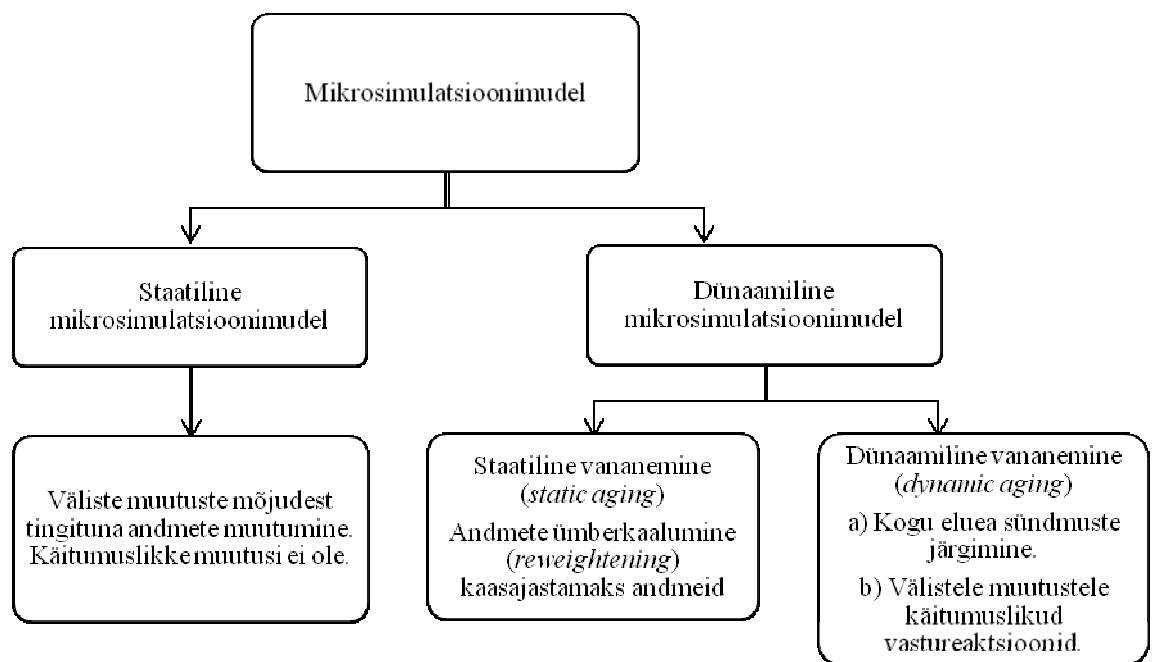 Mikrosimulatsioonimudel
Staatiline
mikrosimulatsioonimudel
Dünaamiline
mikrosimulatsioonimudel
Väliste muutuste mõjudest
tingituna andmete muutumine.
Käitumuslikke muutusi ei ole.
Staatiline vananemine
(static aging)
Andmete ümberkaalumine
(reweightening)
kaasajastamaks andmeid
Dünaamiline vananemine
(dynamic aging)
a) Kogu eluea sündmuste
järgimine.
b) Välistele muutustele
käitumuslikud
vastureaktsioonid.